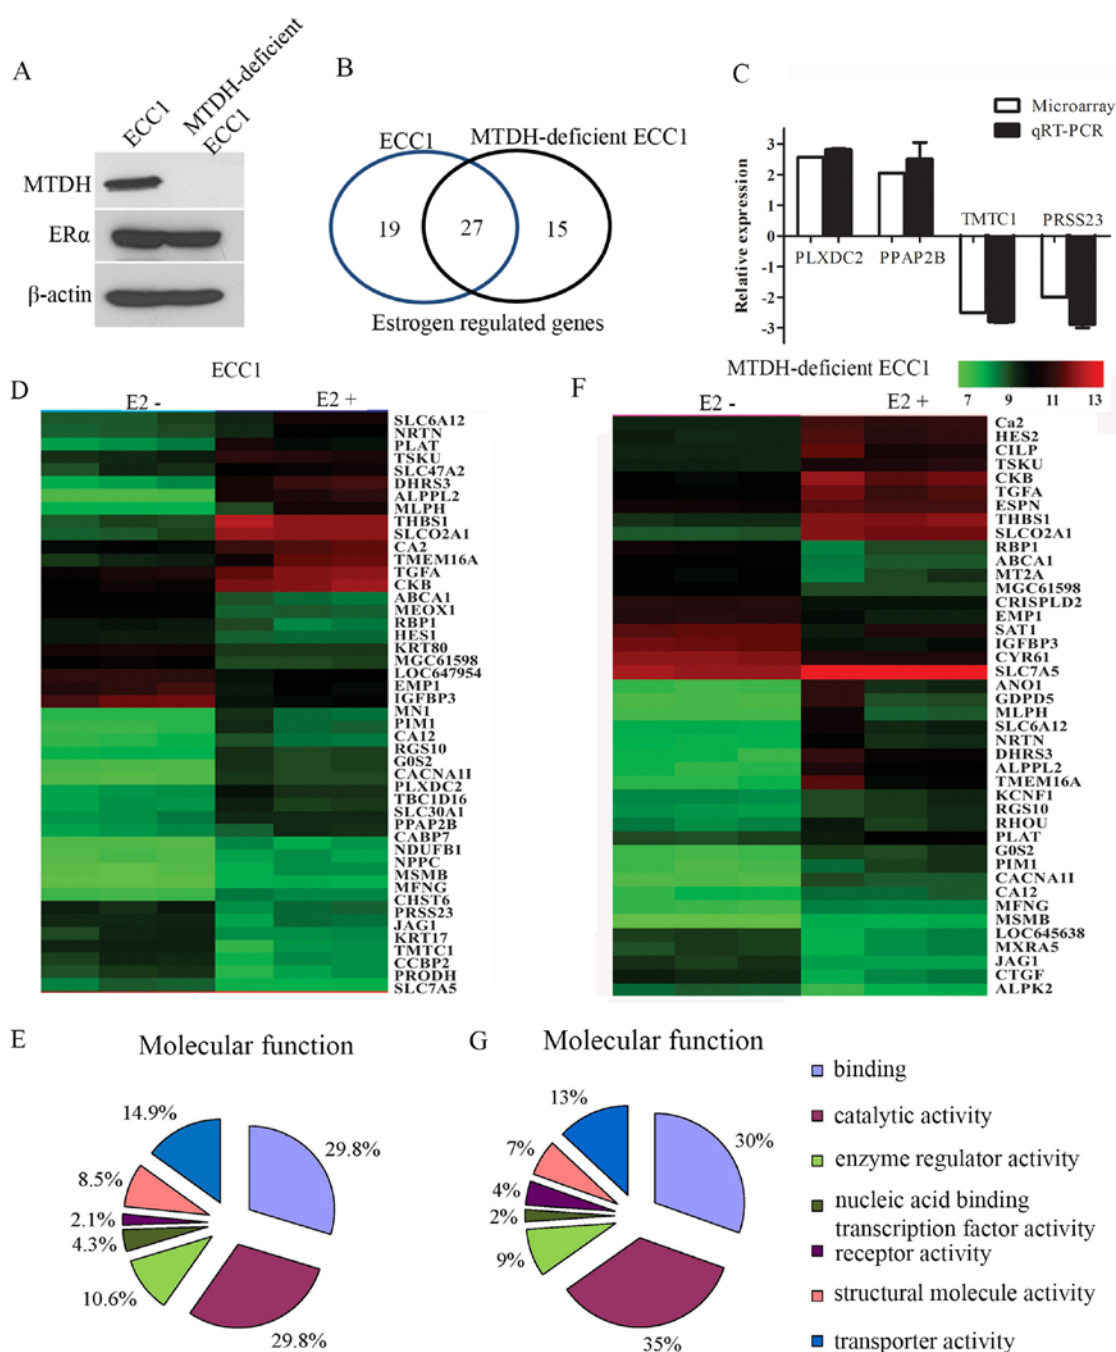 A
ECC1
MTDH-deficient
ECC1
MTDH
ERα
β-actin
B
ECC1
MTDH-deficient ECC1
19
27
15
Estrogen regulated genes
C
Microarray
qRT-PCR
Relative expression
3
2
1
0
-1
-2
-3
PLXDC2
PPAP2B
TMTC1
PRSS23
D
ECC1
E2 -
E2 +
SLC6A12
NRTN
PLAT
TSKU
SLC47A2
DHRS3
ALPPL2
MLPH
THBS1
SLCO2A1
CA2
TMEM16A
TGFA
CKB
ABCA1
MEOX1
RBP1
HES1
KRT80
MGC61598
LOC647954
EMP1
IGFBP3
MN1
PIM1
CA12
RGS10
G0S2
CACNA1I
PLXDC2
TBC1D16
SLC30A1
PPAP2B
CABP7
NDUFB1
NPPC
MSMB
MFNG
CHST6
PRSS23
JAG1
KRT17
TMTC1
CCBP2
PRODH
SLC7A5
F
MTDH-deficient ECC1
7 9 11 13
E2 -
E2 +
Ca2
HES2
CILP
TSKU
CKB
TGFA
ESPN
THBS1
SLCO2A1
RBP1
ABCA1
MT2A
MGC61598
CRISPLD2
EMP1
SAT1
IGFBP3
CYR61
SLC7A5
ANO1
GDPD5
MLPH
SLC6A12
NRTN
DHRS3
ALPPL2
TMEM16A
KCNF1
RGS10
RHOU
PLAT
G0S2
PIM1
CACNA1I
CA12
MFNG
MSMB
LOC645638
MXRA5
JAG1
CTGF
ALPK2
E
Molecular function
14.9%
29.8%
8.5%
2.1%
4.3%
10.6%
29.8%
G
Molecular function
13%
30%
7%
4%
2%
9%
35%
binding
catalytic activity
enzyme regulator activity
nucleic acid binding
transcription factor activity
receptor activity
structural molecule activity
transporter activity